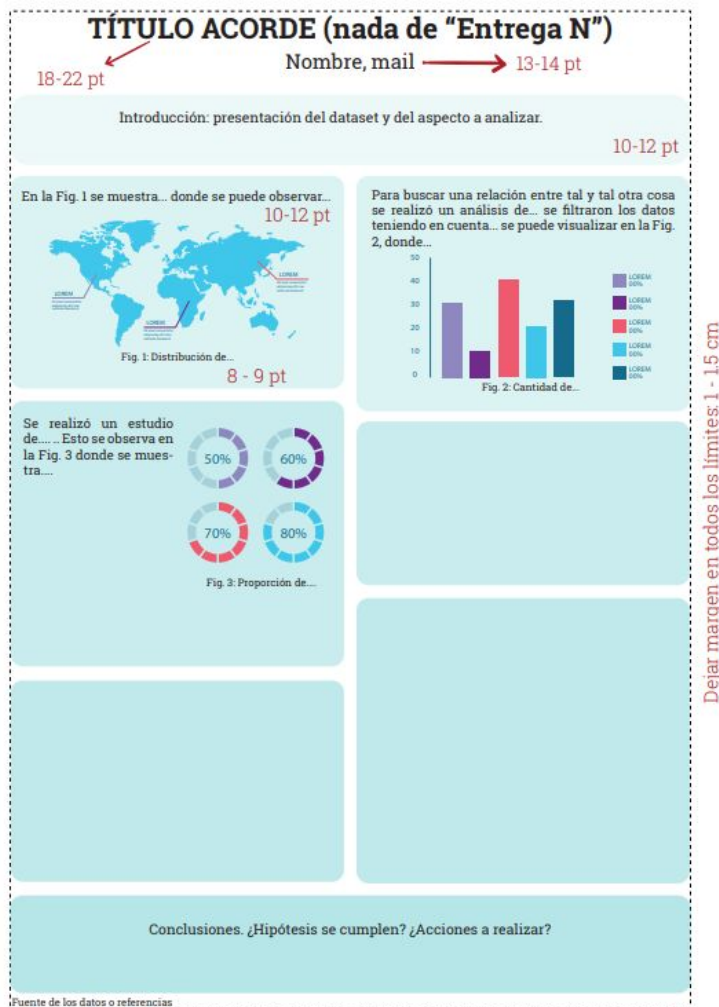 TÍTULO ACORDE (nada de “Entrega N”)
Nombre, mail
13-14 pt
18-22 pt
Introducción: presentación del dataset y del aspecto a analizar.
10-12 pt
En la Fig. 1 se muestra... donde se puede observar...
10-12 pt
LOREM
LOREM
LOREM
Fig. 1: Distribución de...
8 - 9 pt
Para buscar una relación entre tal y tal otra cosa
se realizó un análisis de... se filtraron los datos
teniendo en cuenta... se puede visualizar en la Fig.
2, donde...
50
40
30
20
10
0
LOREM
00%
LOREM
00%
LOREM
00%
LOREM
00%
LOREM
00%
Fig. 2: Cantidad de...
Se realizó un estudio
de..... .. Esto se observa en
la Fig. 3 donde se mues-
tra....
50%
60%
70%
80%
Fig. 3: Proporción de....
Dejar margen en todos los límites: 1 - 1.5 cm
Conclusiones. ¿Hipótesis se cumplen? ¿Acciones a realizar?
Fuente de los datos o referencias